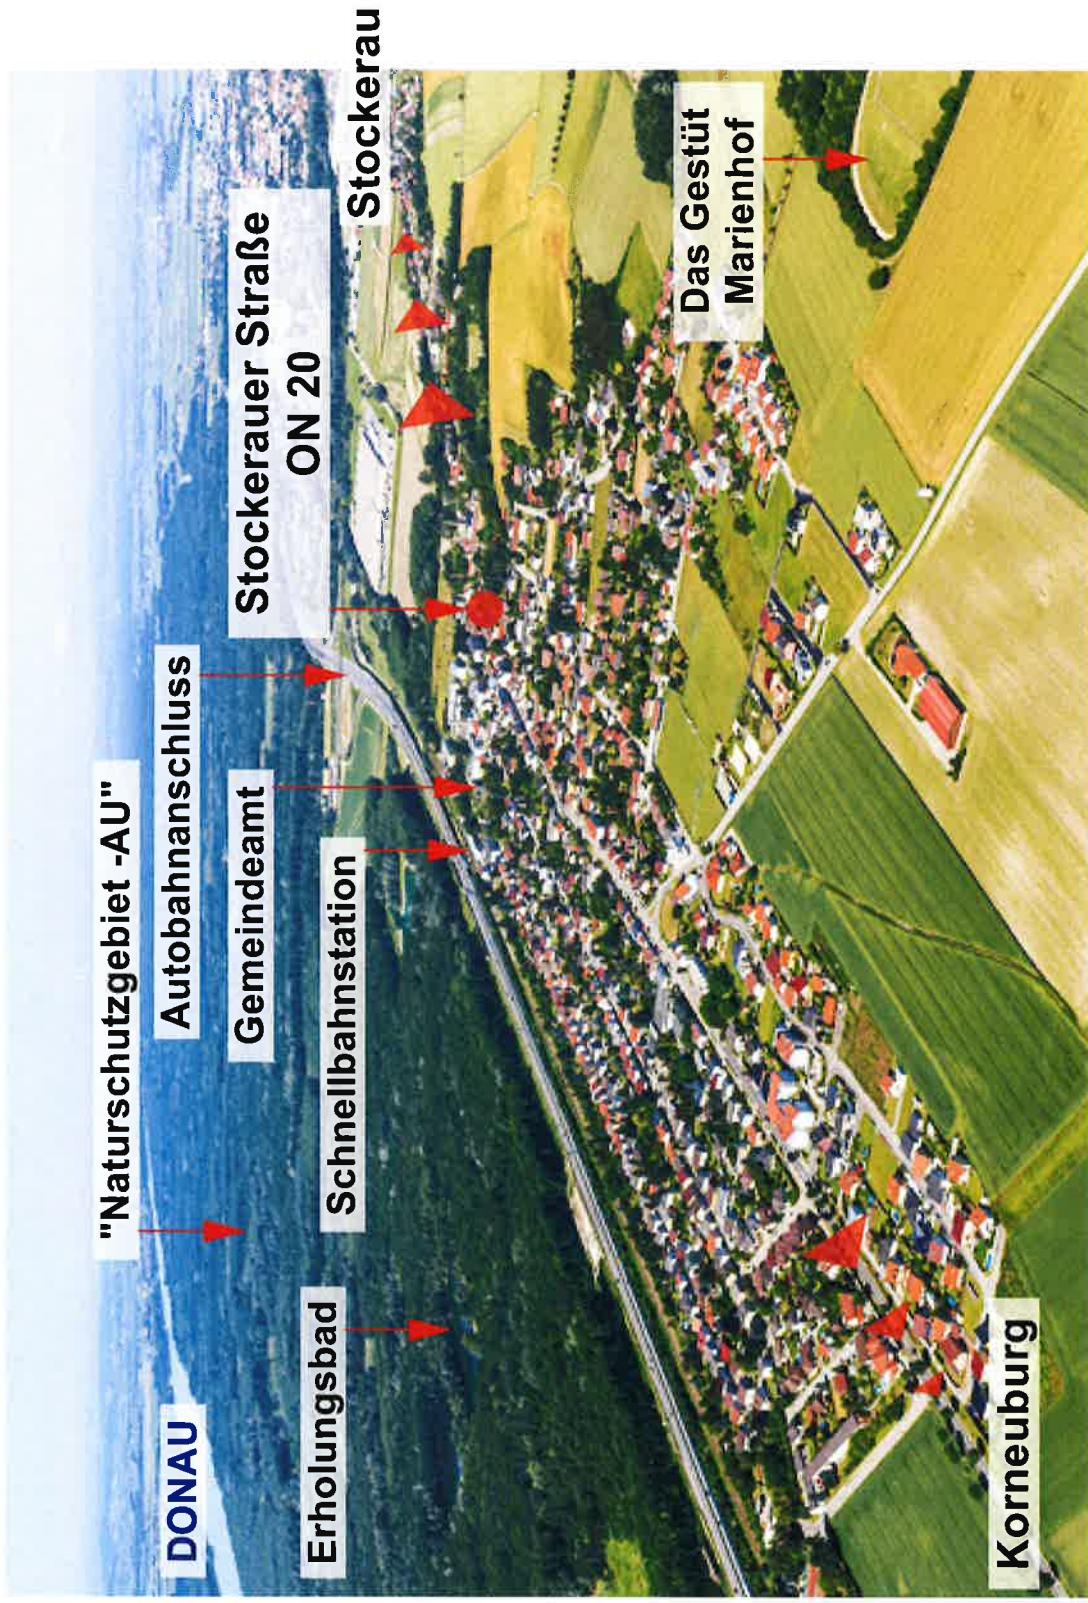 "Naturschutzgebiet -AU"
DONAU
Autobahnanschluss
Gemeindeamt
Stockerauer Straße
ON 20
Erholungsbad
Schnellbahnstation
Stockerau
Das Gestüt
Marienhof
Korneuburg